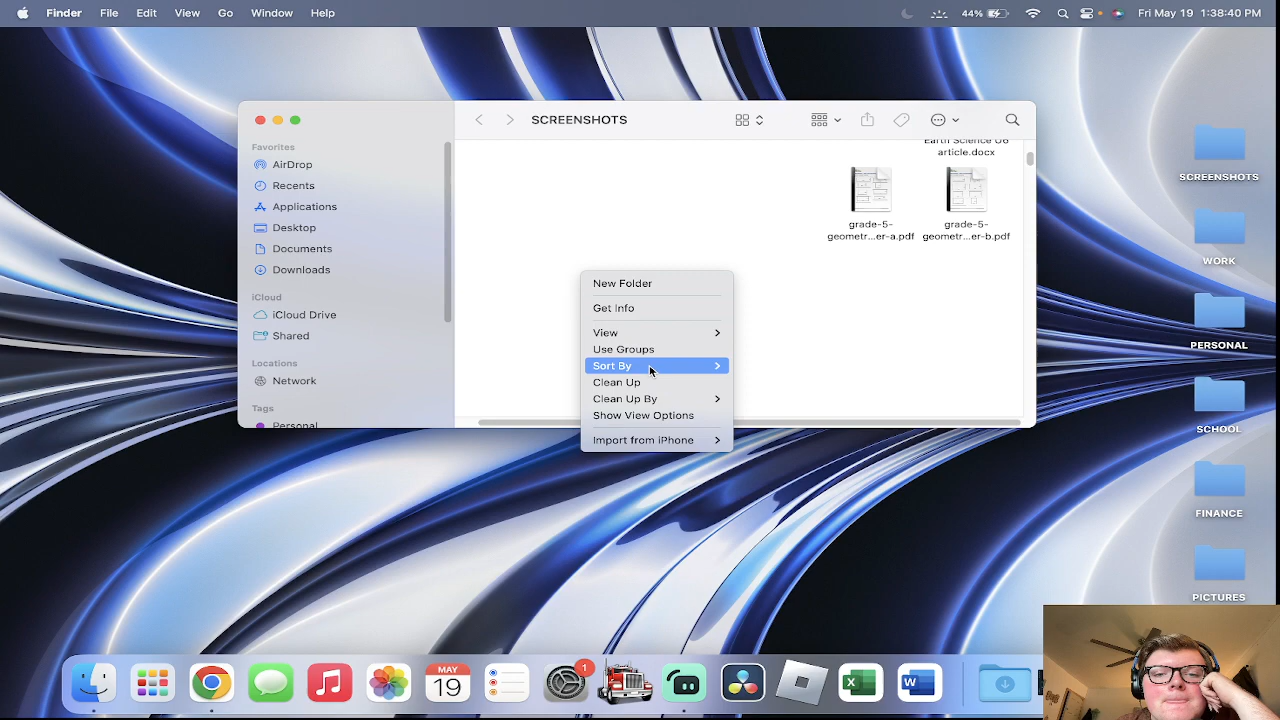 Finder File Edit View Go Window Help 44% Fri May 19 1:38:40 PM
SCREENSHOTS
Favorites
AirDrop
Recents
Applications
Desktop
Documents
Downloads
iCloud
iCloud Drive
Shared
Locations
Network
Tags
Personal
Earth Science U6
article.docx
grade-5-
geometr...er-a.pdf
grade-5-
geometr...er-b.pdf
New Folder
Get Info
View
Use Groups
Sort By
Clean Up
Clean Up By
Show View Options
Import from iPhone
SCREENSHOTS
WORK
PERSONAL
SCHOOL
FINANCE
PICTURES
MAY
19
1
X
W